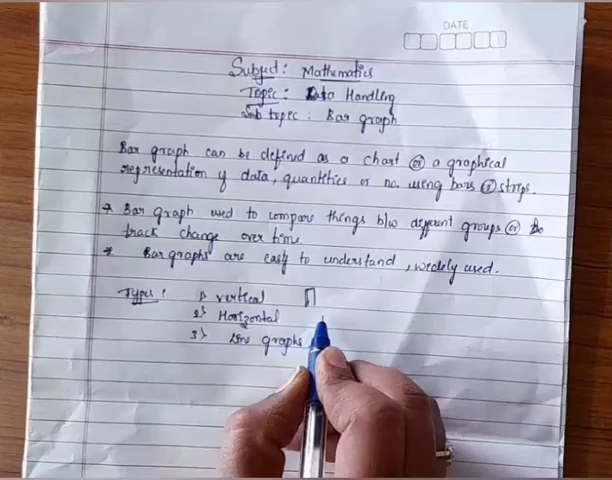 DATE
Subject: Mathematics
Topic: Data Handling
Sub topic: Bar graph
Bar graph can be defined as a chart or a graphical
representation of data, quantities or no. using bars or strips.
→ Bar graph used to compare things b/w different groups or to
track change over time.
* Bar graphs are easy to understand, widely used.
Types: 1> vertical
2> Horizontal
3> Line graphs